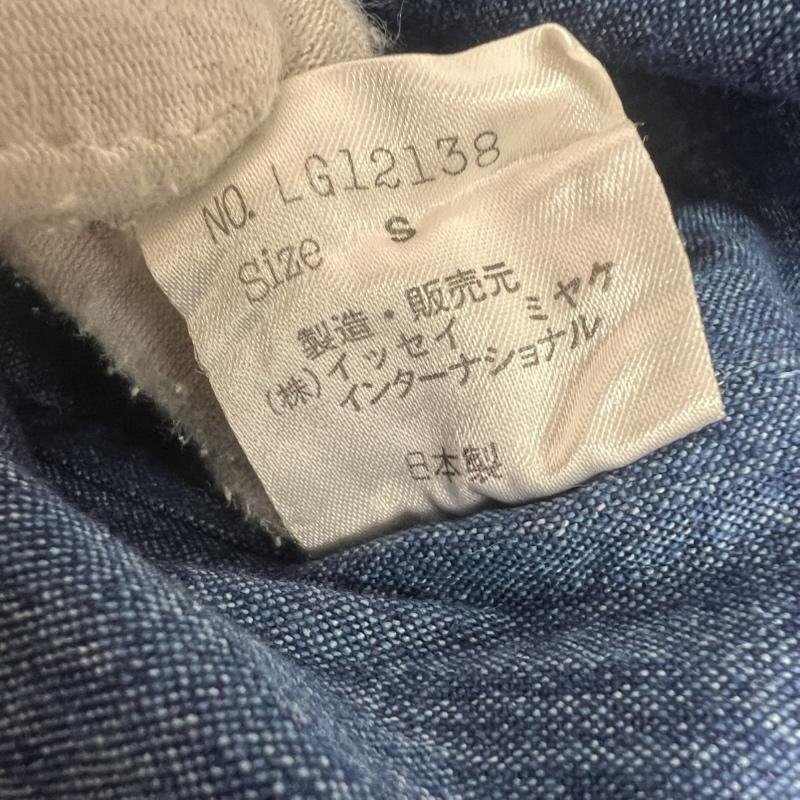 NO. LG12138
Size S
製造・販売元
(株)イッセイ ミヤケ
インターナショナル
日本製